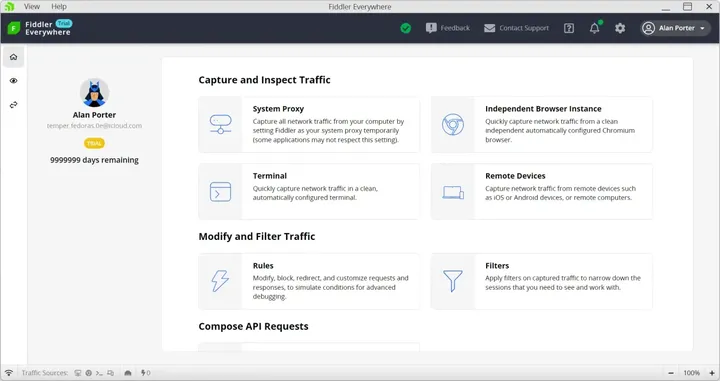 View Help Fiddler Everywhere
Fiddler Trial
Everywhere
Feedback Contact Support Alan Porter
Alan Porter
temper.feduras.0e@icloud.com
TRIAL
9999999 days remaining
Capture and Inspect Traffic
System Proxy
Capture all network traffic from your computer by
setting Fiddler as your system proxy temporarily
(some applications may not respect this setting).
Independent Browser Instance
Quickly capture network traffic from a clean
independent automatically configured Chromium
browser.
Terminal
Quickly capture network traffic in a clean,
automatically configured terminal.
Remote Devices
Capture network traffic from remote devices such
as iOS or Android devices, or remote computers.
Modify and Filter Traffic
Rules
Modify, block, redirect, and customize requests and
responses, to simulate conditions for advanced
debugging.
Filters
Apply filters on captured traffic to narrow down the
sessions that you need to see and work with.
Compose API Requests
Traffic Sources: 0 100%